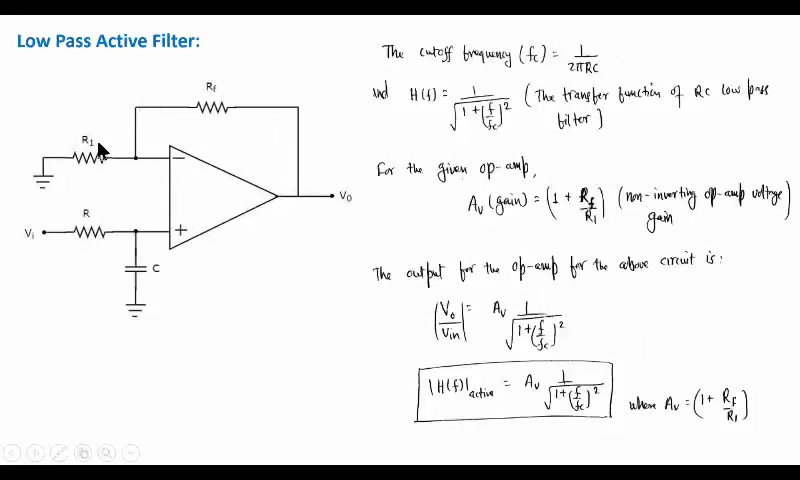 Low Pass Active Filter:
Rf
R1
−
R
Vi
+
C
V0
The cutoff frequency (fc) = 1/2πRC
and H(f) = 1/√(1+(f/fc)²) (The transfer function of RC low pass
filter)
For the given op-amp,
Av (gain) = (1 + Rf/R1) (non-inverting op-amp voltage
gain)
The output for the op-amp for the above circuit is:
|Vo/Vin| = Av 1/√(1+(f/fc)²)
|H(f)|active = Av 1/√(1+(f/fc)²) where Av = (1 + Rf/R1)